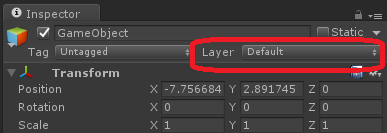 Inspector
GameObject Static
Tag Untagged Layer Default
Transform
Position X -7.756684 Y 2.891745 Z 0
Rotation X 0 Y 0 Z 0
Scale X 1 Y 1 Z 1